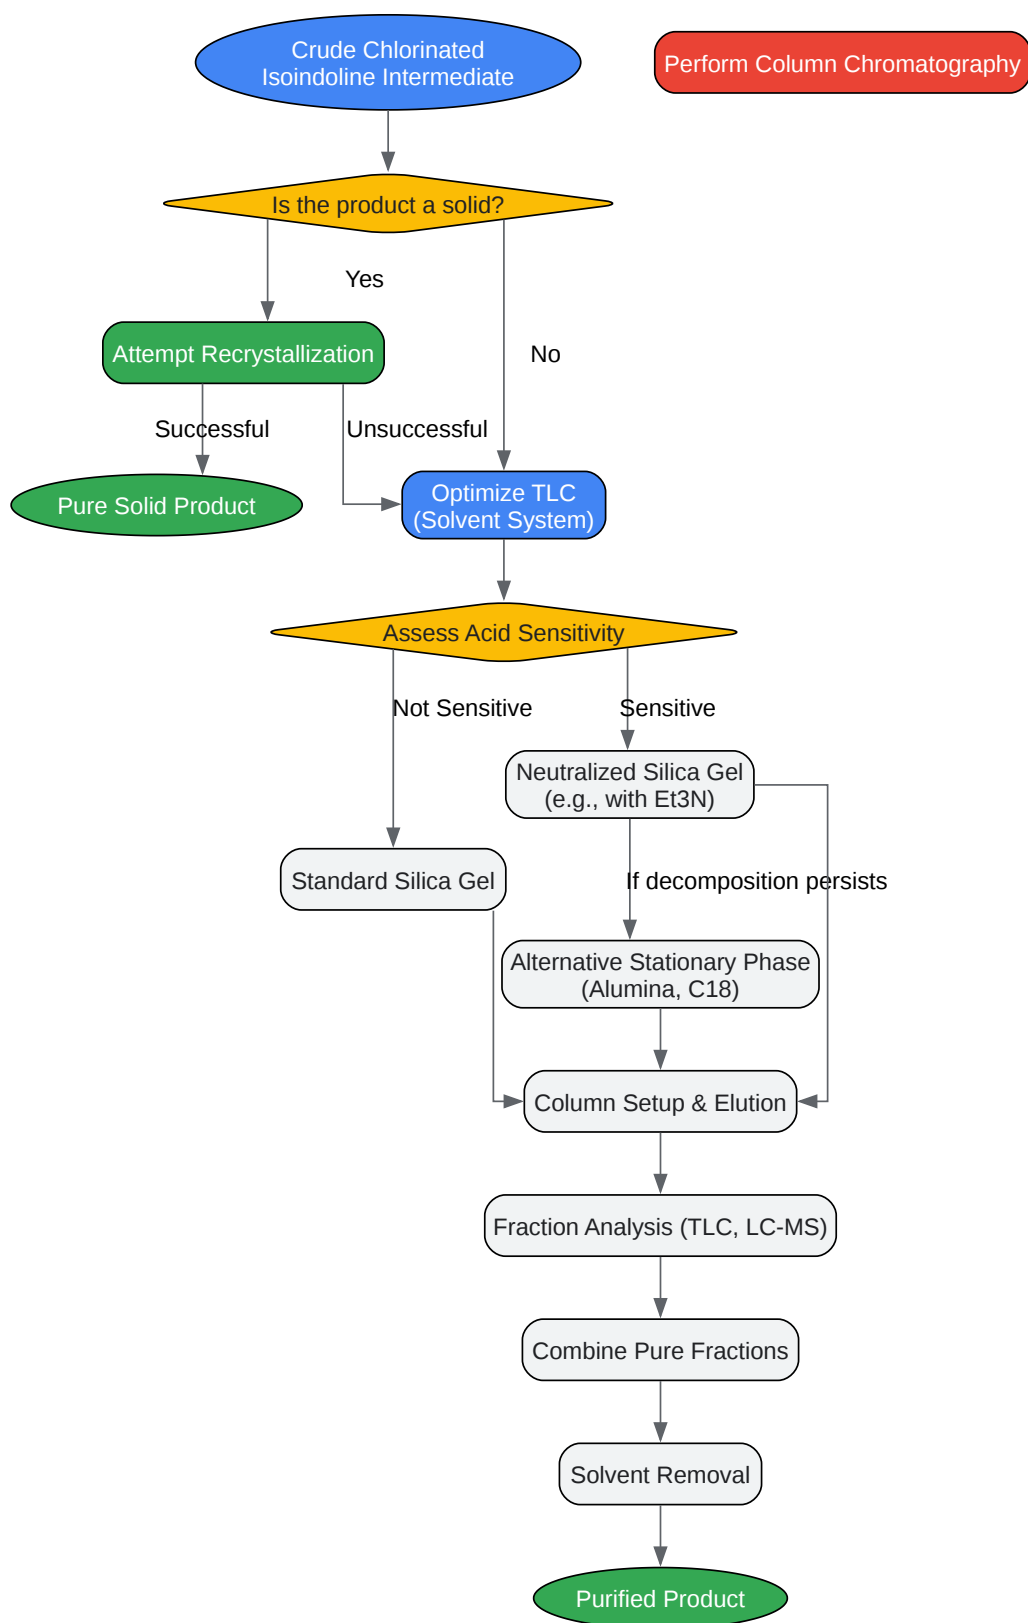 Crude Chlorinated
Isoindoline Intermediate
Perform Column Chromatography
Is the product a solid?
Yes
Attempt Recrystallization
No
Successful
Unsuccessful
Pure Solid Product
Optimize TLC
(Solvent System)
Assess Acid Sensitivity
Not Sensitive
Sensitive
Neutralized Silica Gel
(e.g., with Et3N)
Standard Silica Gel
If decomposition persists
Alternative Stationary Phase
(Alumina, C18)
Column Setup & Elution
Fraction Analysis (TLC, LC-MS)
Combine Pure Fractions
Solvent Removal
Purified Product